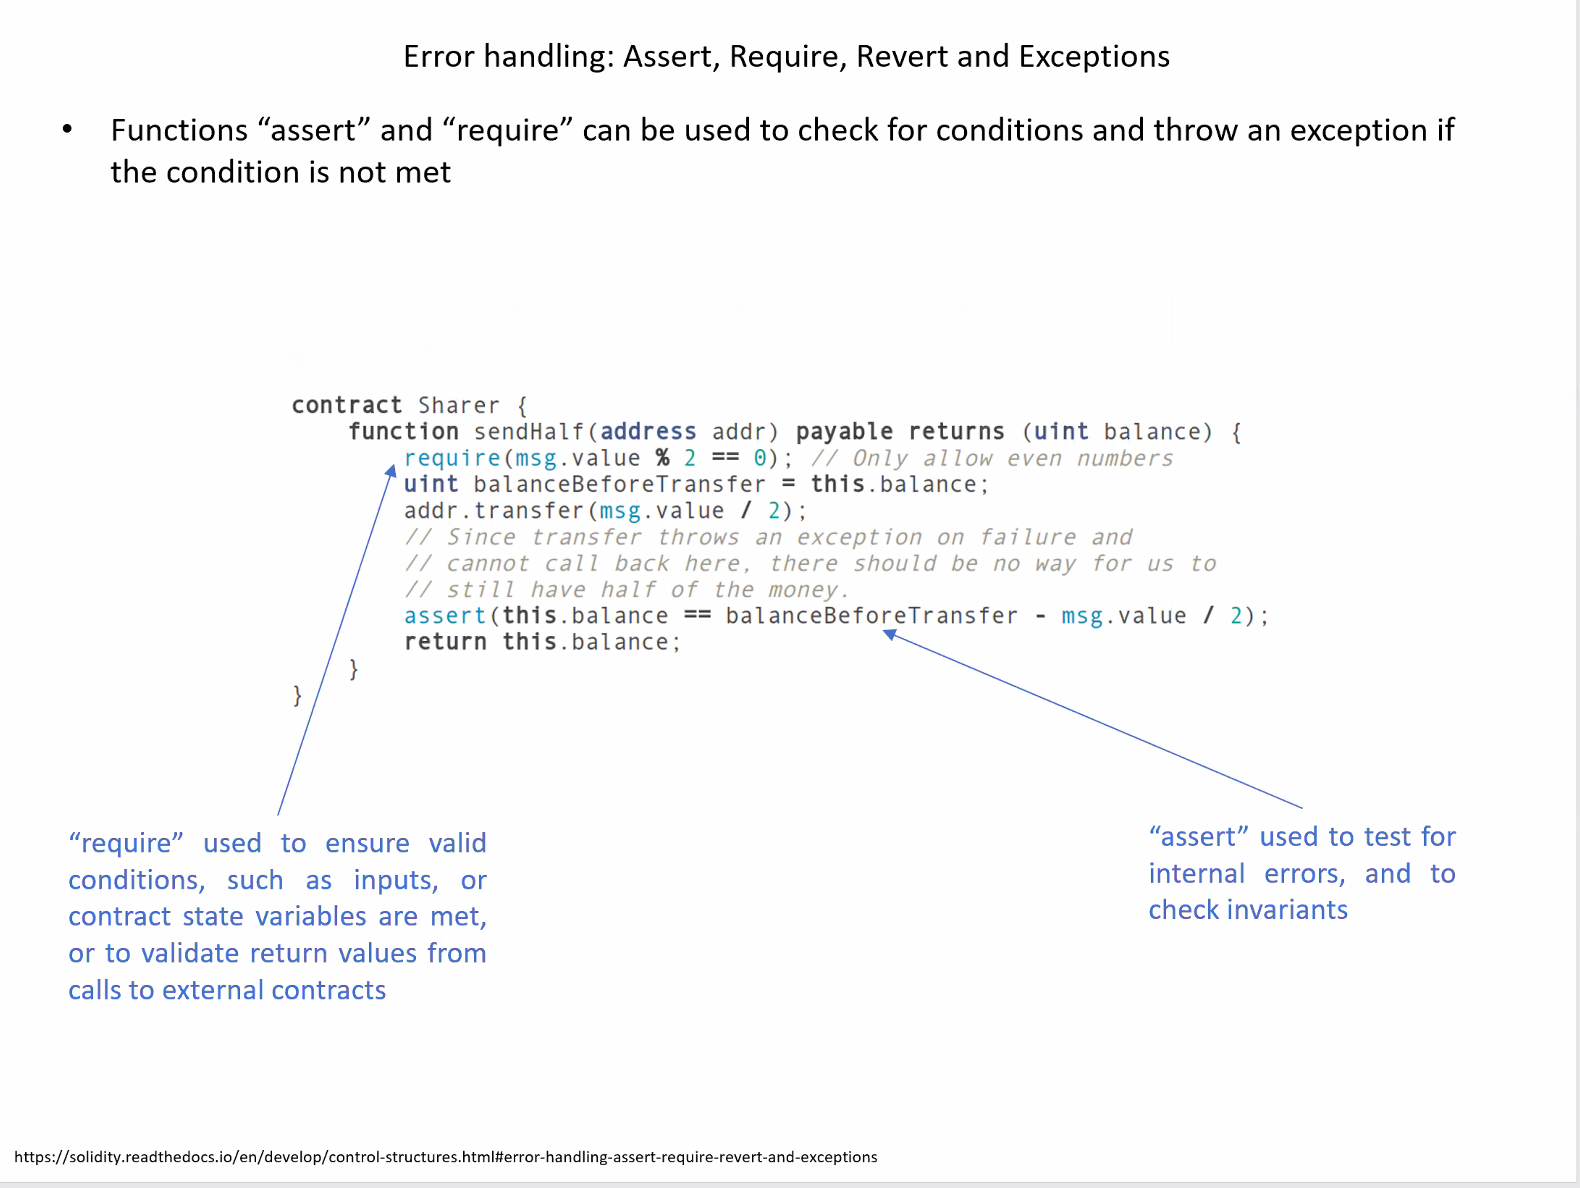 Error handling: Assert, Require, Revert and Exceptions
• Functions “assert” and “require” can be used to check for conditions and throw an exception if
the condition is not met
contract Sharer {
    function sendHalf(address addr) payable returns (uint balance) {
        require(msg.value % 2 == 0); // Only allow even numbers
        uint balanceBeforeTransfer = this.balance;
        addr.transfer(msg.value / 2);
        // Since transfer throws an exception on failure and
        // cannot call back here, there should be no way for us to
        // still have half of the money.
        assert(this.balance == balanceBeforeTransfer - msg.value / 2);
        return this.balance;
    }
}
“require” used to ensure valid
conditions, such as inputs, or
contract state variables are met,
or to validate return values from
calls to external contracts
“assert” used to test for
internal errors, and to
check invariants
https://solidity.readthedocs.io/en/develop/control-structures.html#error-handling-assert-require-revert-and-exceptions